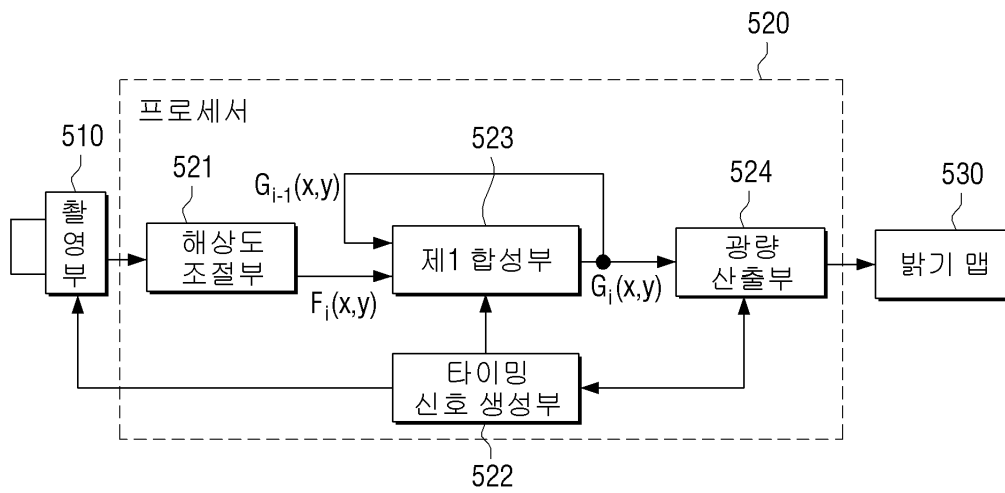 520
프로세서
510
촬
영
부
521
해상도
조절부
G_{i-1}(x,y)
F_i(x,y)
523
제1 합성부
G_i(x,y)
524
광량
산출부
530
밝기 맵
타이밍
신호 생성부
522